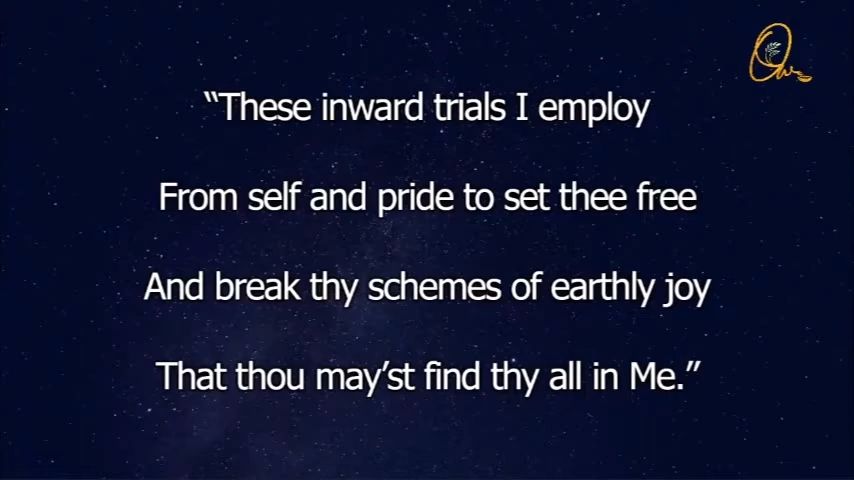 “These inward trials I employ
From self and pride to set thee free
And break thy schemes of earthly joy
That thou may’st find thy all in Me.”